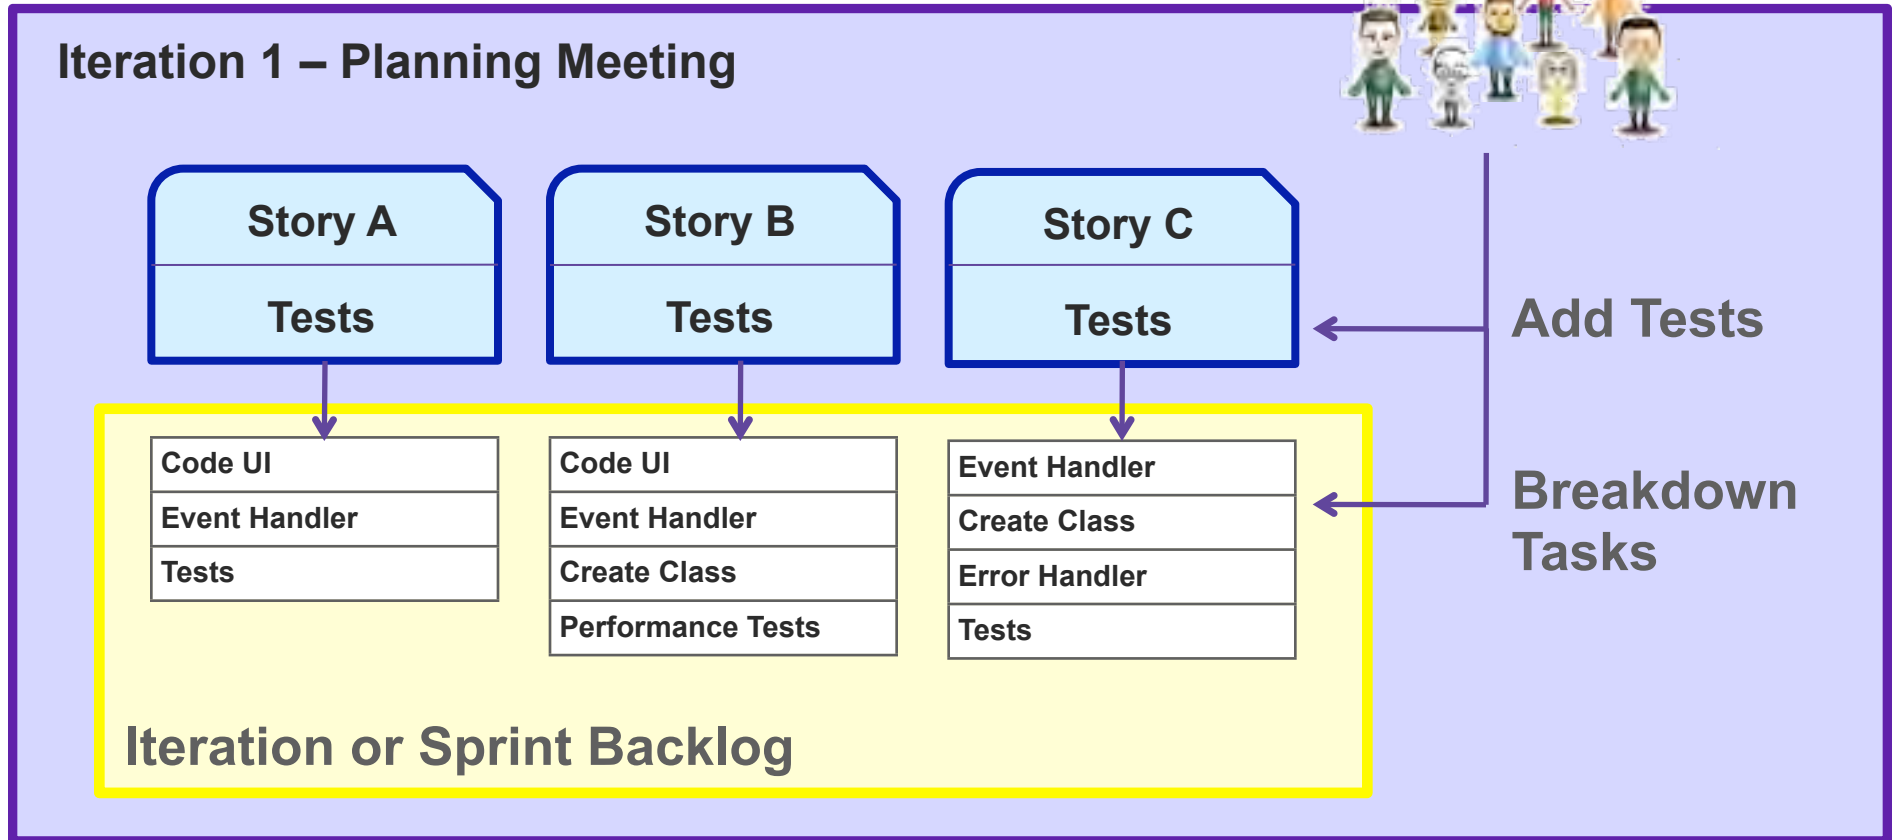 Iteration 1 – Planning Meeting
Story A
Tests
Story B
Tests
Story C
Tests
Add Tests
Code UI
Event Handler
Tests
Code UI
Event Handler
Create Class
Performance Tests
Event Handler
Create Class
Error Handler
Tests
Breakdown
Tasks
Iteration or Sprint Backlog